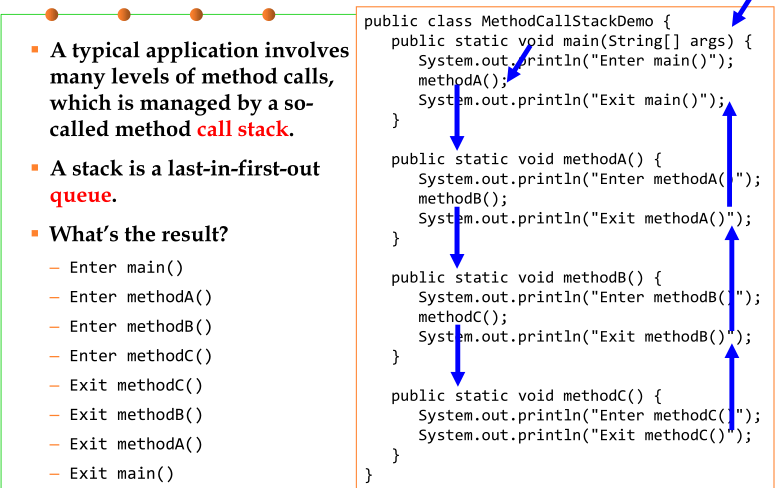 A typical application involves
many levels of method calls,
which is managed by a so-
called method call stack.
A stack is a last-in-first-out
queue.
What's the result?
– Enter main()
– Enter methodA()
– Enter methodB()
– Enter methodC()
– Exit methodC()
– Exit methodB()
– Exit methodA()
– Exit main()
public class MethodCallStackDemo {
public static void main(String[] args) {
System.out.println("Enter main()");
methodA();
System.out.println("Exit main()");
}
public static void methodA() {
System.out.println("Enter methodA()");
methodB();
System.out.println("Exit methodA()");
}
public static void methodB() {
System.out.println("Enter methodB()");
methodC();
System.out.println("Exit methodB()");
}
public static void methodC() {
System.out.println("Enter methodC()");
System.out.println("Exit methodC()");
}
}